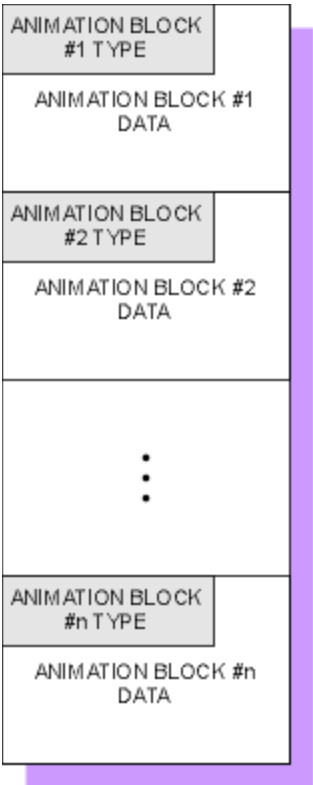 ANIMATION BLOCK
#1 TYPE
ANIMATION BLOCK #1
DATA
ANIMATION BLOCK
#2 TYPE
ANIMATION BLOCK #2
DATA
ANIMATION BLOCK
#n TYPE
ANIMATION BLOCK #n
DATA